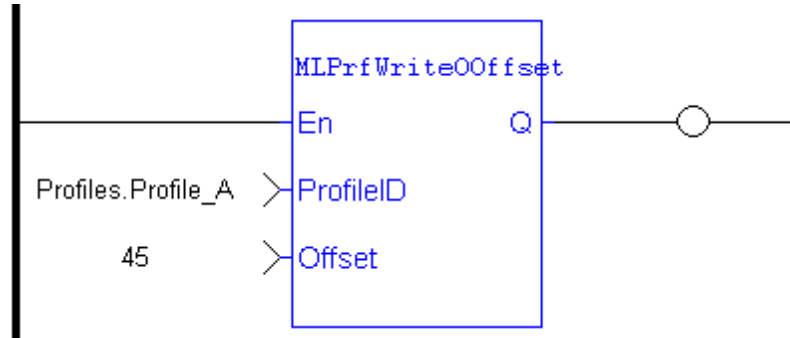 MLPrfWriteOOffset
En Q
Profiles.Profile_A ProfileID
45 Offset